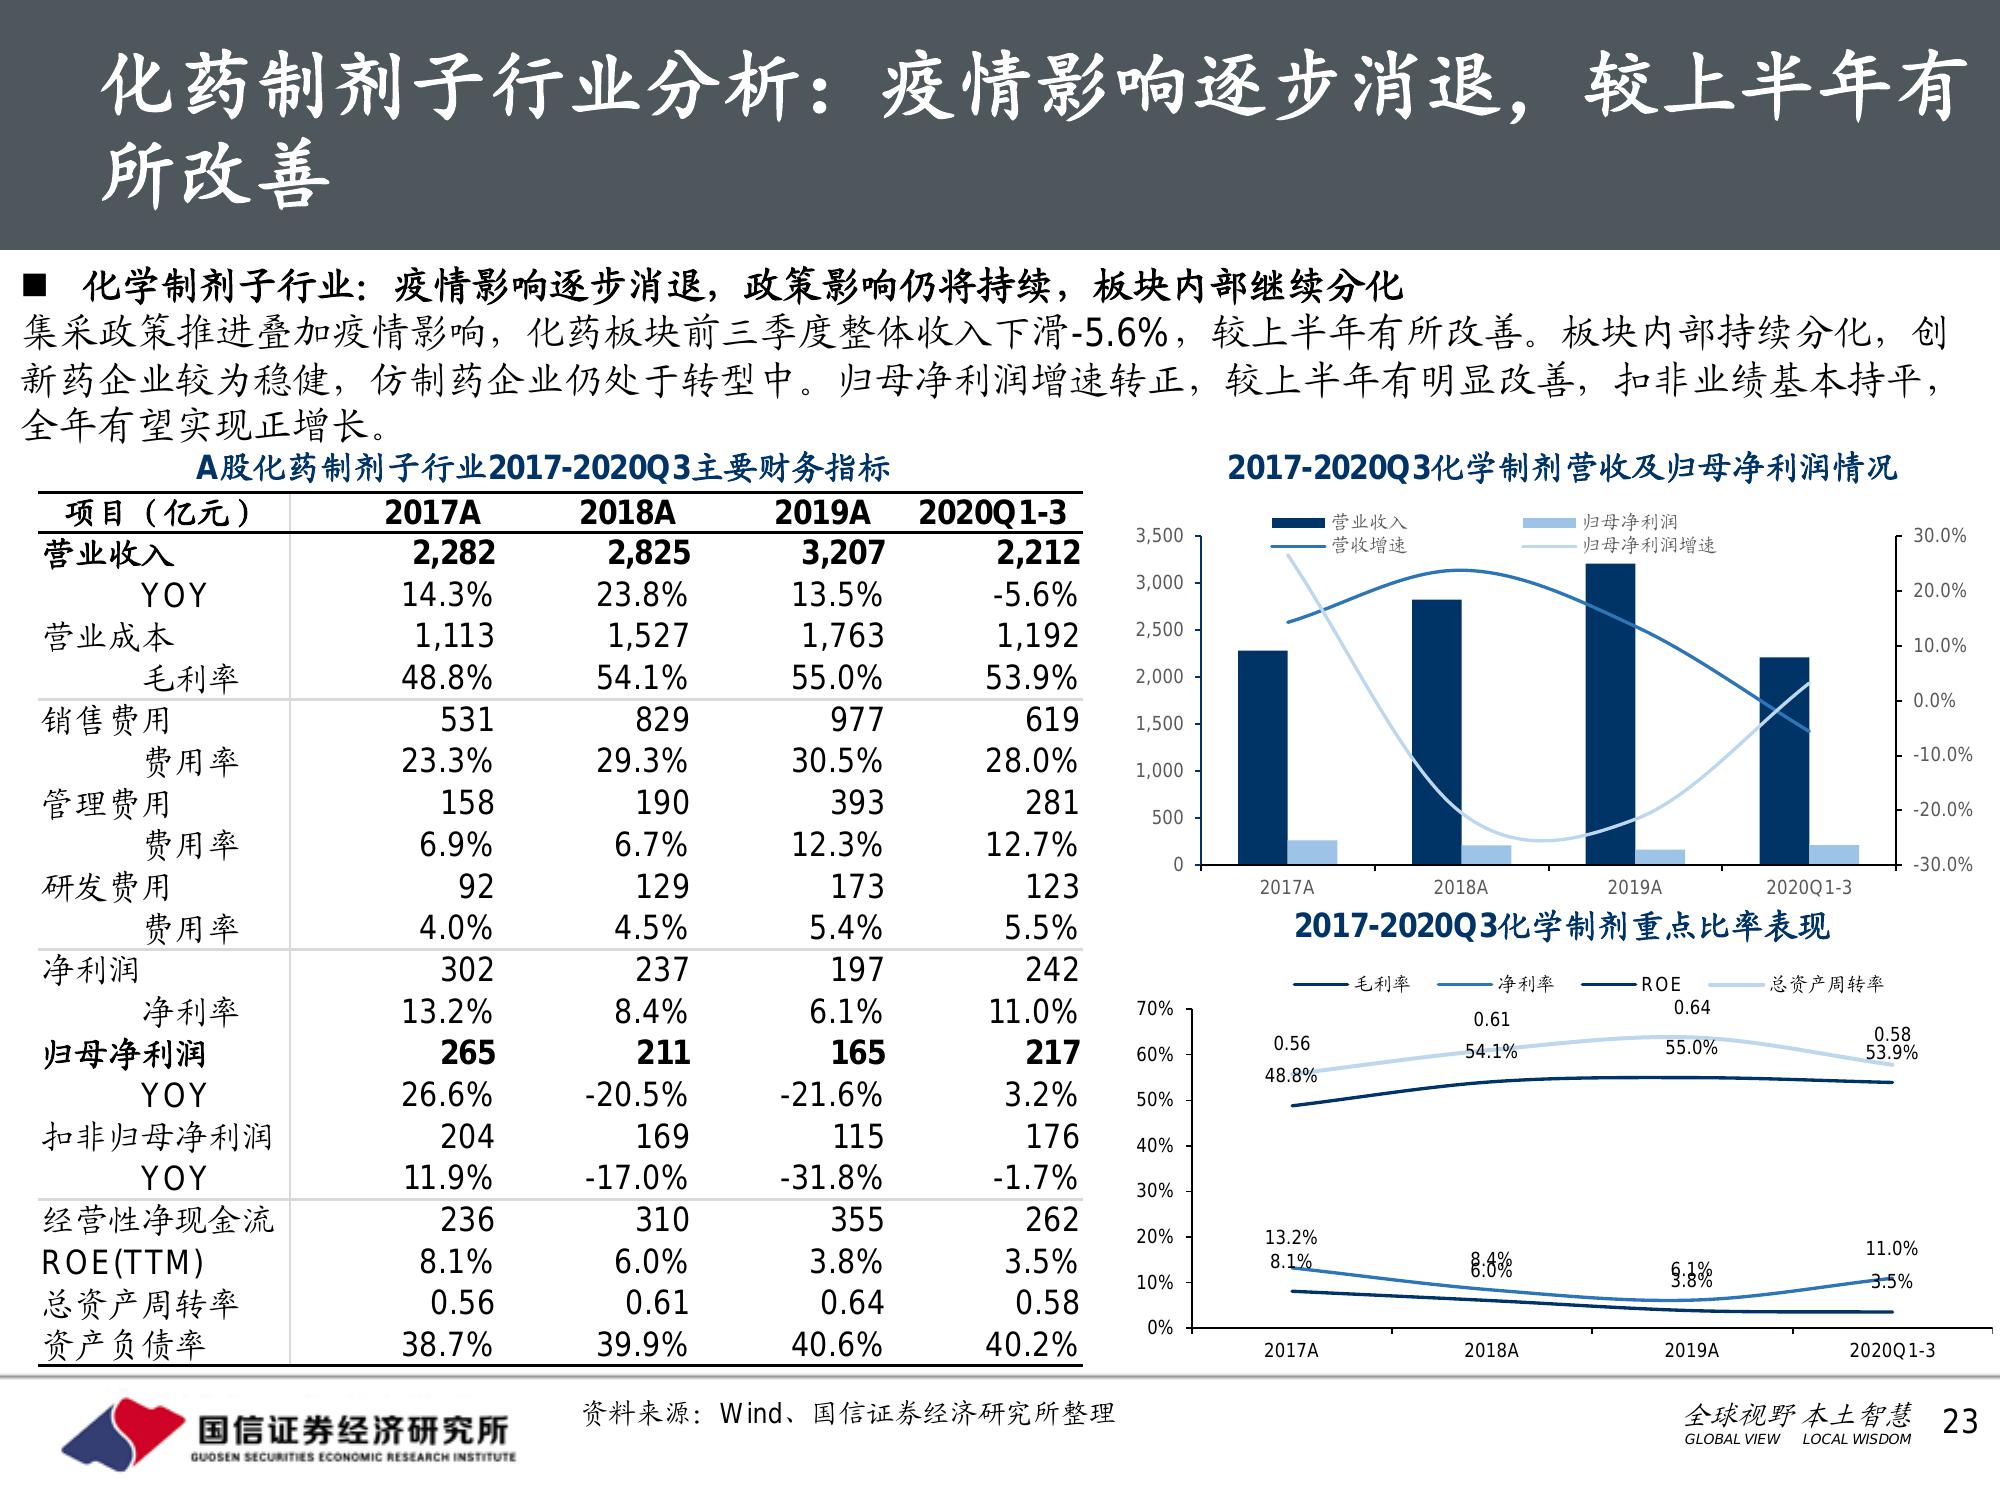 化药制剂子行业分析：疫情影响逐步消退，较上半年有
所改善
■ 化学制剂子行业：疫情影响逐步消退，政策影响仍将持续，板块内部继续分化
集采政策推进叠加疫情影响，化药板块前三季度整体收入下滑-5.6%，较上半年有所改善。板块内部持续分化，创
新药企业较为稳健，仿制药企业仍处于转型中。归母净利润增速转正，较上半年有明显改善，扣非业绩基本持平，
全年有望实现正增长。
A股化药制剂子行业2017-2020Q3主要财务指标
项目（亿元） 2017A 2018A 2019A 2020Q1-3
营业收入 2,282 2,825 3,207 2,212
YOY 14.3% 23.8% 13.5% -5.6%
营业成本 1,113 1,527 1,763 1,192
毛利率 48.8% 54.1% 55.0% 53.9%
销售费用 531 829 977 619
费用率 23.3% 29.3% 30.5% 28.0%
管理费用 158 190 393 281
费用率 6.9% 6.7% 12.3% 12.7%
研发费用 92 129 173 123
费用率 4.0% 4.5% 5.4% 5.5%
净利润 302 237 197 242
净利率 13.2% 8.4% 6.1% 11.0%
归母净利润 265 211 165 217
YOY 26.6% -20.5% -21.6% 3.2%
扣非归母净利润 204 169 115 176
YOY 11.9% -17.0% -31.8% -1.7%
经营性净现金流 236 310 355 262
ROE(TTM) 8.1% 6.0% 3.8% 3.5%
总资产周转率 0.56 0.61 0.64 0.58
资产负债率 38.7% 39.9% 40.6% 40.2%
2017-2020Q3化学制剂营收及归母净利润情况
营业收入 归母净利润
营收增速 归母净利润增速
3,500 30.0%
3,000 20.0%
2,500 10.0%
2,000 0.0%
1,500 -10.0%
1,000 -20.0%
500 -30.0%
0
2017A 2018A 2019A 2020Q1-3
2017-2020Q3化学制剂重点比率表现
毛利率 净利率 ROE 总资产周转率
70%
60%
50%
40%
30%
20%
10%
0%
0.56 0.61 0.64 0.58
48.8% 54.1% 55.0% 53.9%
13.2% 8.4% 6.1% 11.0%
8.1% 6.0% 3.8% 3.5%
2017A 2018A 2019A 2020Q1-3
国信证券经济研究所
GUOSEN SECURITIES ECONOMIC RESEARCH INSTITUTE
资料来源：Wind、国信证券经济研究所整理
全球视野 本土智慧
GLOBAL VIEW LOCAL WISDOM
23